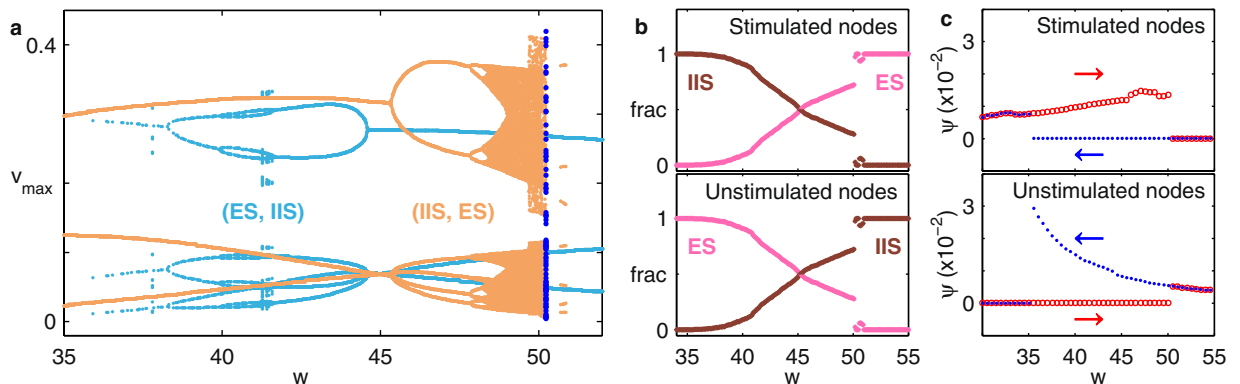 a
0.4
v_max
0
(ES, IIS)
(IIS, ES)
35
40
45
50
w
b
Stimulated nodes
1
IIS
ES
frac
0
Unstimulated nodes
1
ES
IIS
frac
0
35
40
45
50
55
w
c
Stimulated nodes
3
ψ (x10⁻²)
0
Unstimulated nodes
3
ψ (x10⁻²)
0
35
40
45
50
55
w